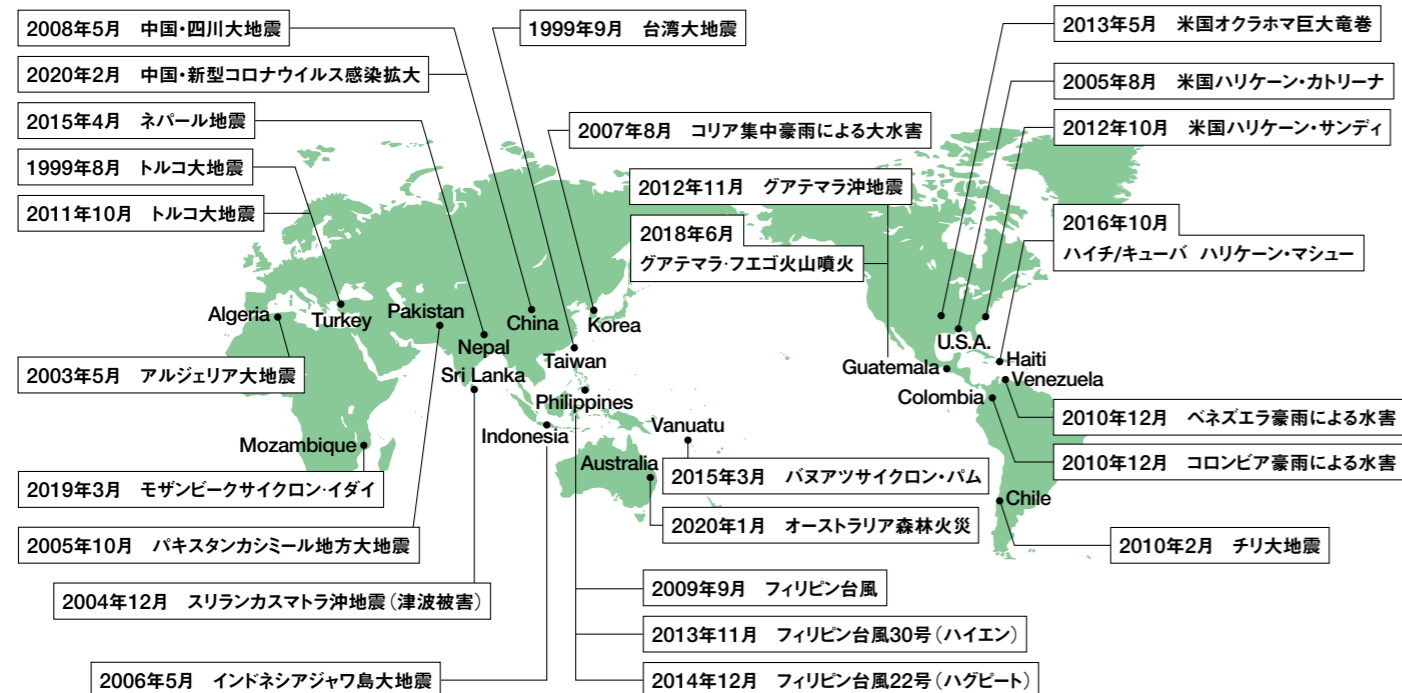 2008年5月　中国・四川大地震
2020年2月　中国・新型コロナウイルス感染拡大
2015年4月　ネパール地震
1999年8月　トルコ大地震
2011年10月　トルコ大地震
1999年9月　台湾大地震
2007年8月　コリア集中豪雨による大水害
2012年11月　グアテマラ沖地震
2018年6月
グアテマラ・フエゴ火山噴火
2013年5月　米国オクラホマ巨大竜巻
2005年8月　米国ハリケーン・カトリーナ
2012年10月　米国ハリケーン・サンディ
2016年10月
ハイチ/キューバ　ハリケーン・マシュー
Algeria
Turkey
Pakistan
Nepal
China
Korea
Taiwan
Sri Lanka
Philippines
Indonesia
Mozambique
Australia
Vanuatu
U.S.A.
Guatemala
Haiti
Venezuela
Colombia
Chile
2003年5月　アルジェリア大地震
2019年3月　モザンビークサイクロン・イダイ
2005年10月　パキスタンカシミール地方大地震
2004年12月　スリランカスマトラ沖地震（津波被害）
2006年5月　インドネシアジャワ島大地震
2015年3月　バヌアツサイクロン・パム
2020年1月　オーストラリア森林火災
2009年9月　フィリピン台風
2013年11月　フィリピン台風30号（ハイエン）
2014年12月　フィリピン台風22号（ハグピート）
2010年12月　ベネズエラ豪雨による水害
2010年12月　コロンビア豪雨による水害
2010年2月　チリ大地震